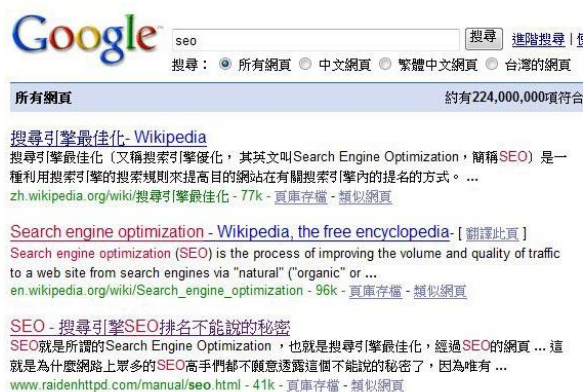 Google
seo 搜尋 進階搜尋 |
搜尋： 所有網頁 中文網頁 繁體中文網頁 台灣的網頁
所有網頁 約有224,000,000項符合
搜尋引擎最佳化- Wikipedia
搜尋引擎最佳化（又稱搜索引擎優化， 其英文叫Search Engine Optimization，簡稱SEO）是一
種利用搜索引擎的搜索規則來提高目的網站在有關搜索引擎內的提名的方式。 ...
zh.wikipedia.org/wiki/搜尋引擎最佳化 - 77k - 頁庫存檔 - 類似網頁
Search engine optimization - Wikipedia, the free encyclopedia- [ 翻譯此頁 ]
Search engine optimization (SEO) is the process of improving the volume and quality of traffic
to a web site from search engines via "natural" ("organic" or ...
en.wikipedia.org/wiki/Search_engine_optimization - 96k - 頁庫存檔 - 類似網頁
SEO - 搜尋引擎SEO排名不能說的秘密
SEO就是所謂的Search Engine Optimization ，也就是搜尋引擎最佳化，經過SEO的網頁 ... 這
就是為什麼網路上眾多的SEO高手們都不願意透露這個不能說的秘密了，因為唯有 ...
www.raidenhttpd.com/manual/seo.html - 41k - 頁庫存檔 - 類似網頁